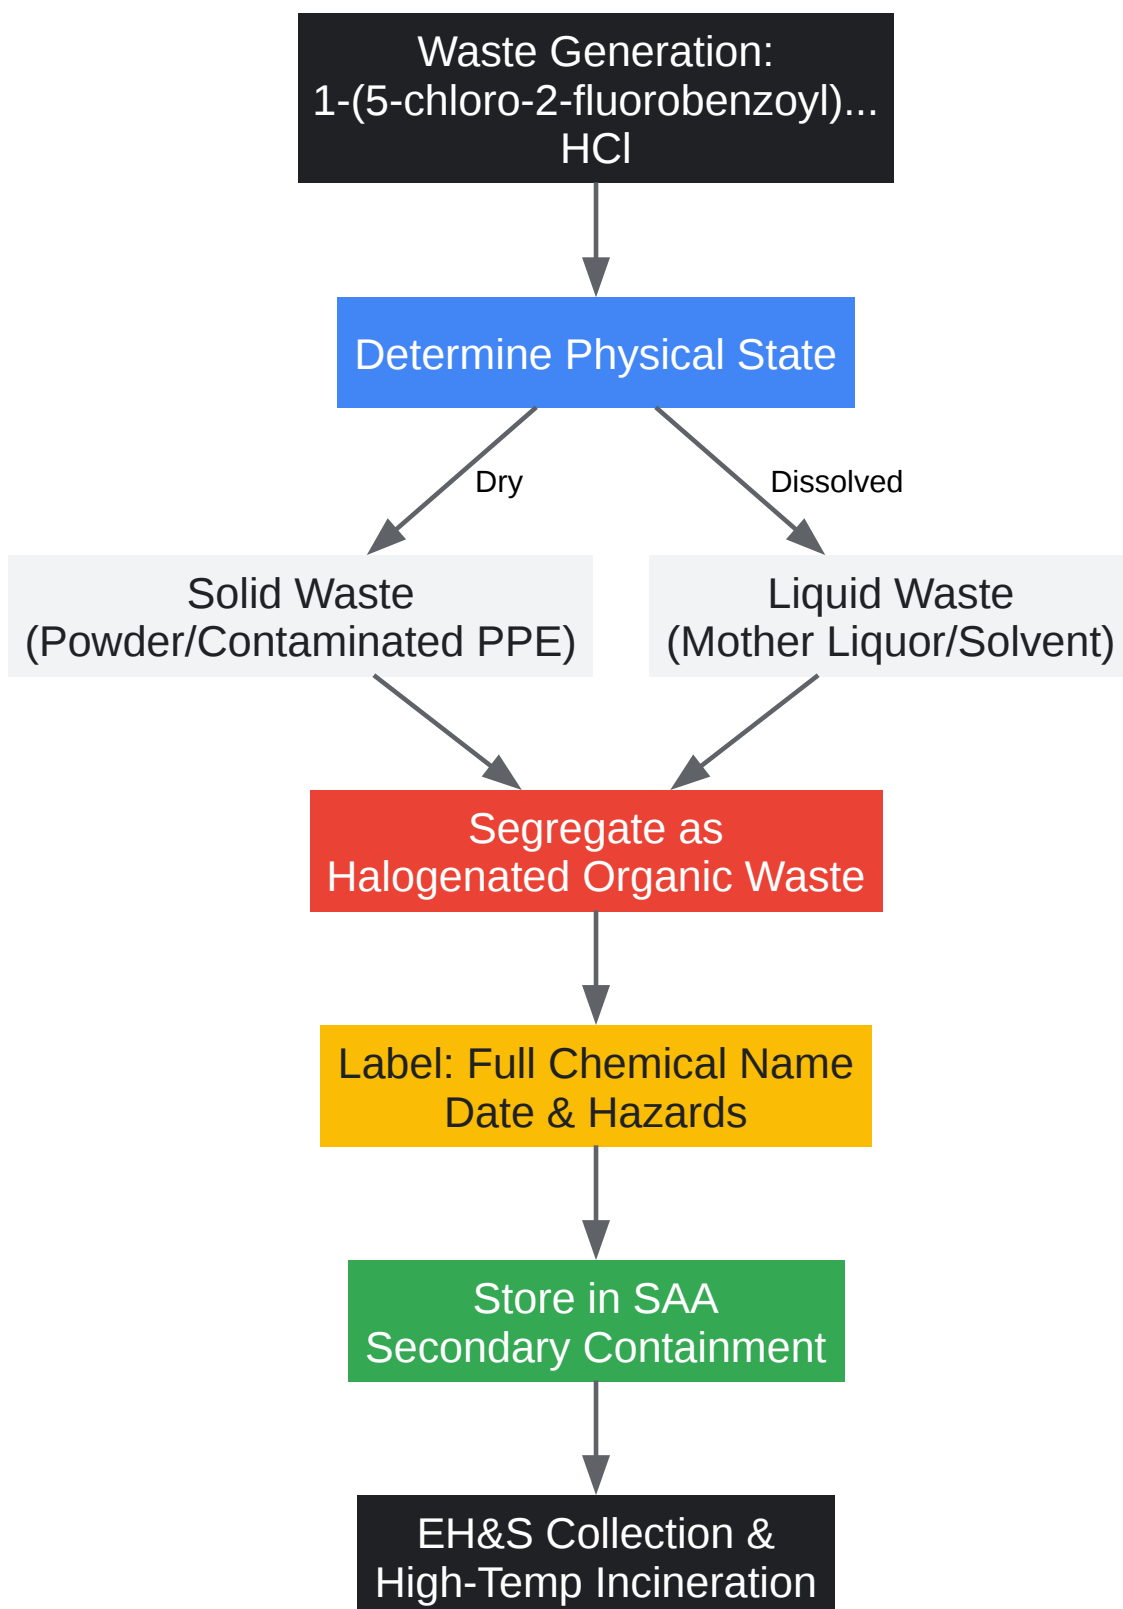 Waste Generation:
1-(5-chloro-2-fluorobenzoyl)...
HCl
Determine Physical State
Dry
Dissolved
Solid Waste
(Powder/Contaminated PPE)
Liquid Waste
(Mother Liquor/Solvent)
Segregate as
Halogenated Organic Waste
Label: Full Chemical Name
Date & Hazards
Store in SAA
Secondary Containment
EH&S Collection &
High-Temp Incineration